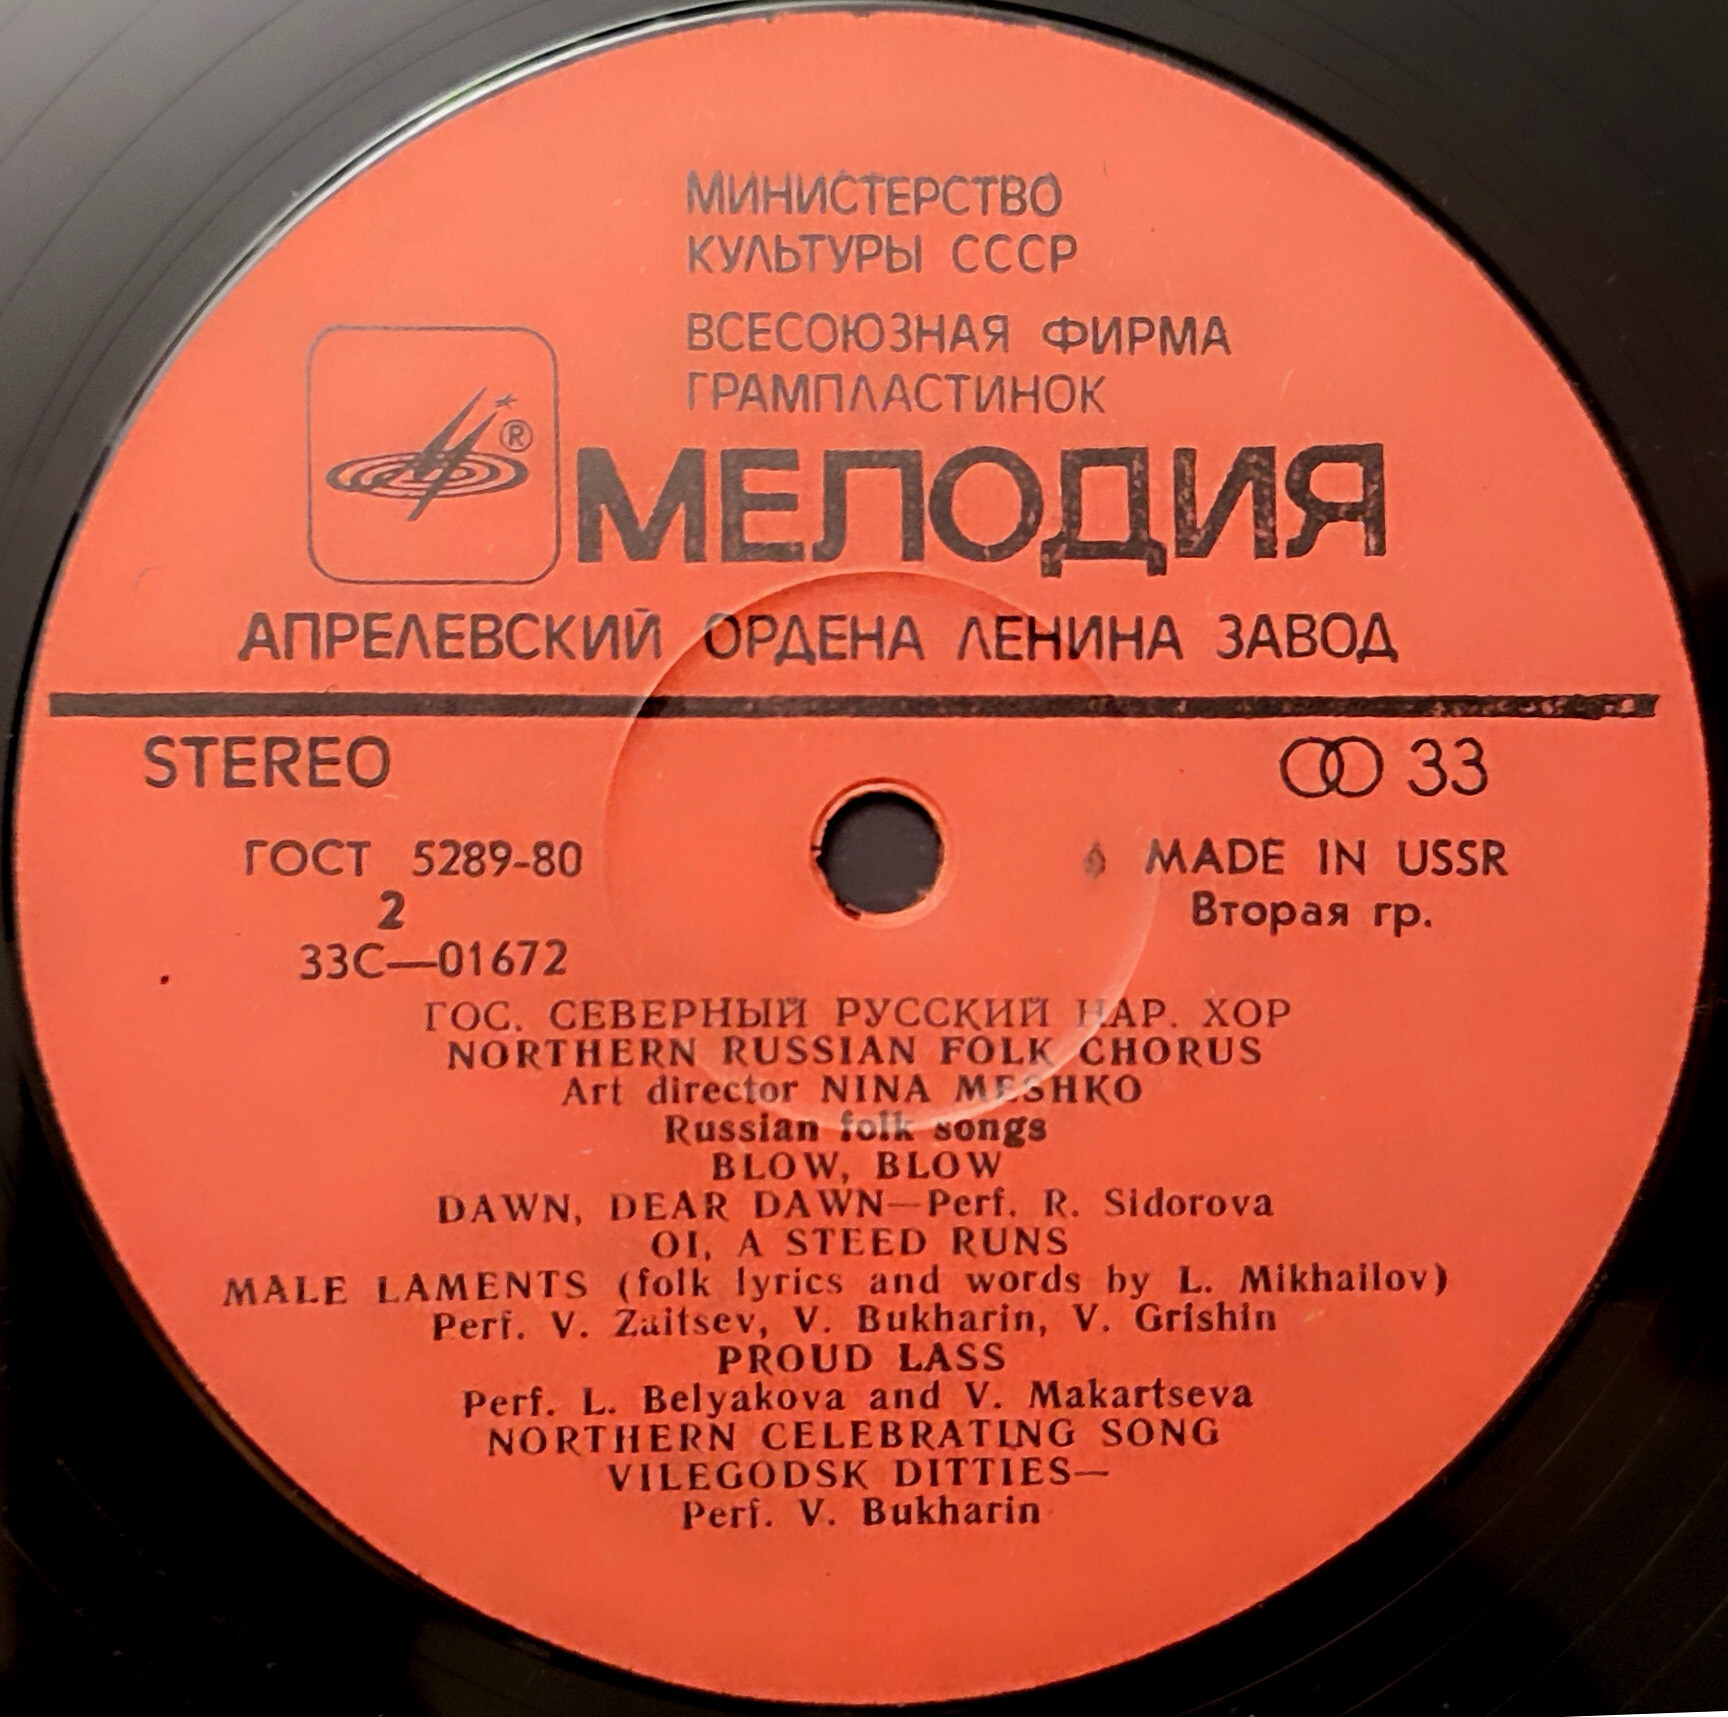 МИНИСТЕРСТВО
КУЛЬТУРЫ СССР
ВСЕСОЮЗНАЯ ФИРМА
ГРАМПЛАСТИНОК
®
МЕЛОДИЯ
АПРЕЛЕВСКИЙ ОРДЕНА ЛЕНИНА ЗАВОД
STEREO
33
ГОСТ 5289-80
MADE IN USSR
2
Вторая гр.
33С—01672
ГОС. СЕВЕРНЫЙ РУССКИЙ НАР. ХОР
NORTHERN RUSSIAN FOLK CHORUS
Art director NINA MESHKO
Russian folk songs
BLOW, BLOW
DAWN, DEAR DAWN—Perf. R. Sidorova
OI, A STEED RUNS
MALE LAMENTS (folk lyrics and words by L. Mikhailov)
Perf. V. Zaitsev, V. Bukharin, V. Grishin
PROUD LASS
Perf. L. Belyakova and V. Makartseva
NORTHERN CELEBRATING SONG
VILEGODSK DITTIES—
Perf. V. Bukharin